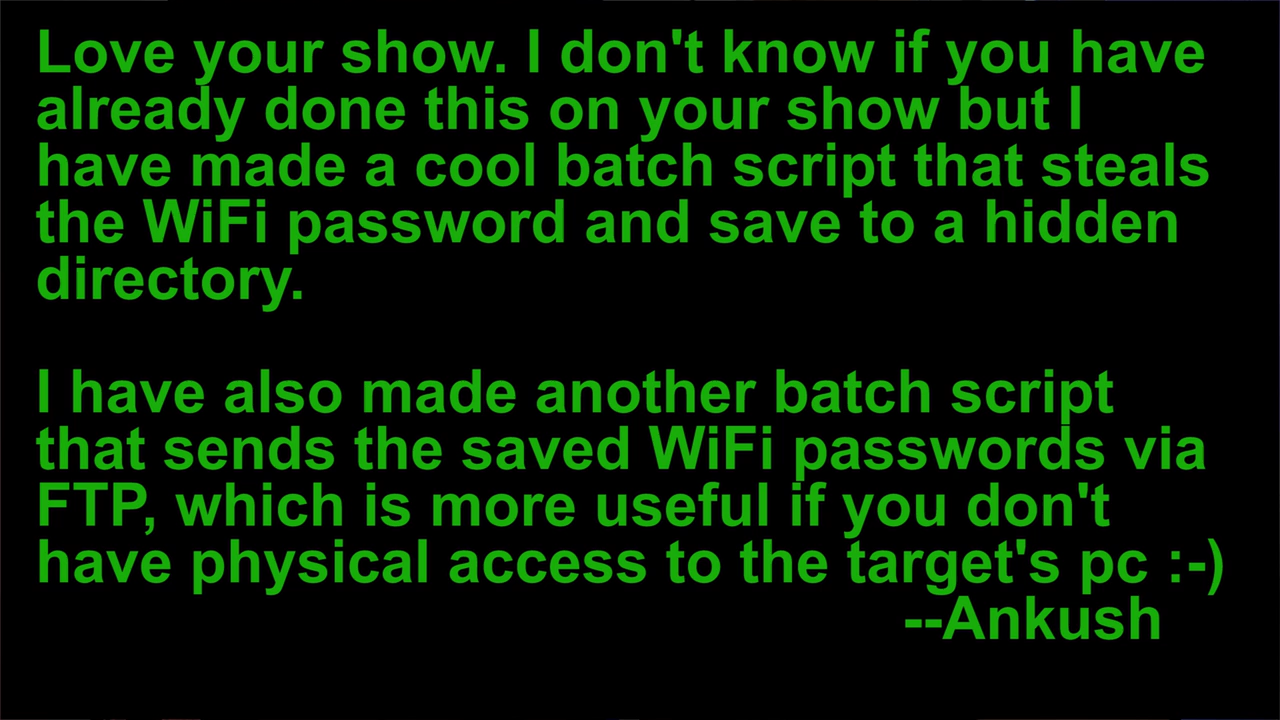 Love your show. I don't know if you have
already done this on your show but I
have made a cool batch script that steals
the WiFi password and save to a hidden
directory.
I have also made another batch script
that sends the saved WiFi passwords via
FTP, which is more useful if you don't
have physical access to the target's pc :-)
--Ankush